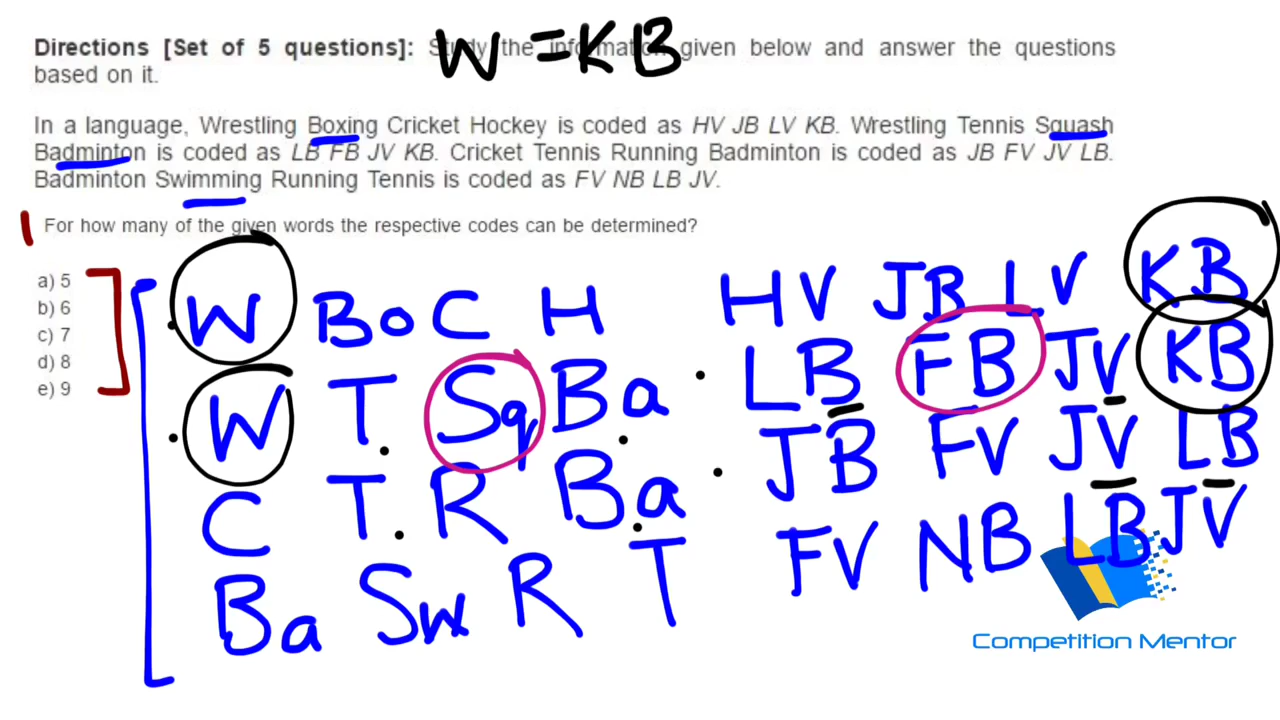 W = KB
Directions [Set of 5 questions]: Study the information given below and answer the questions
based on it.
In a language, Wrestling Boxing Cricket Hockey is coded as HV JB LV KB. Wrestling Tennis Squash
Badminton is coded as LB FB JV KB. Cricket Tennis Running Badminton is coded as JB FV JV LB.
Badminton Swimming Running Tennis is coded as FV NB LB JV.
1 For how many of the given words the respective codes can be determined?
a) 5
b) 6
c) 7
d) 8
e) 9
W Bo C H HV JB LV KB
W T Sq Ba LB FB JV KB
C T R Ba JB FV JV LB
Ba Sw R T FV NB LB JV
Competition Mentor